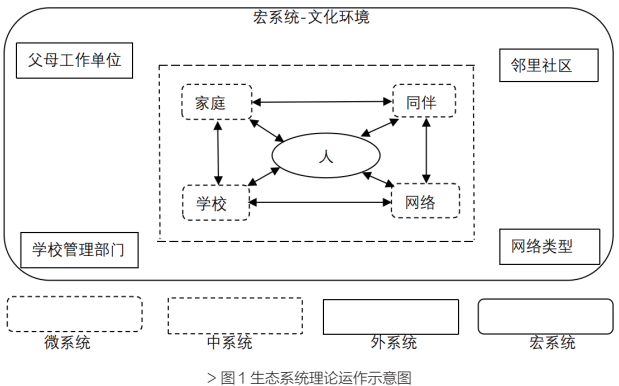 宏系统-文化环境
父母工作单位
邻里社区
家庭
同伴
人
学校
网络
学校管理部门
网络类型
微系统
中系统
外系统
宏系统
>图1生态系统理论运作示意图